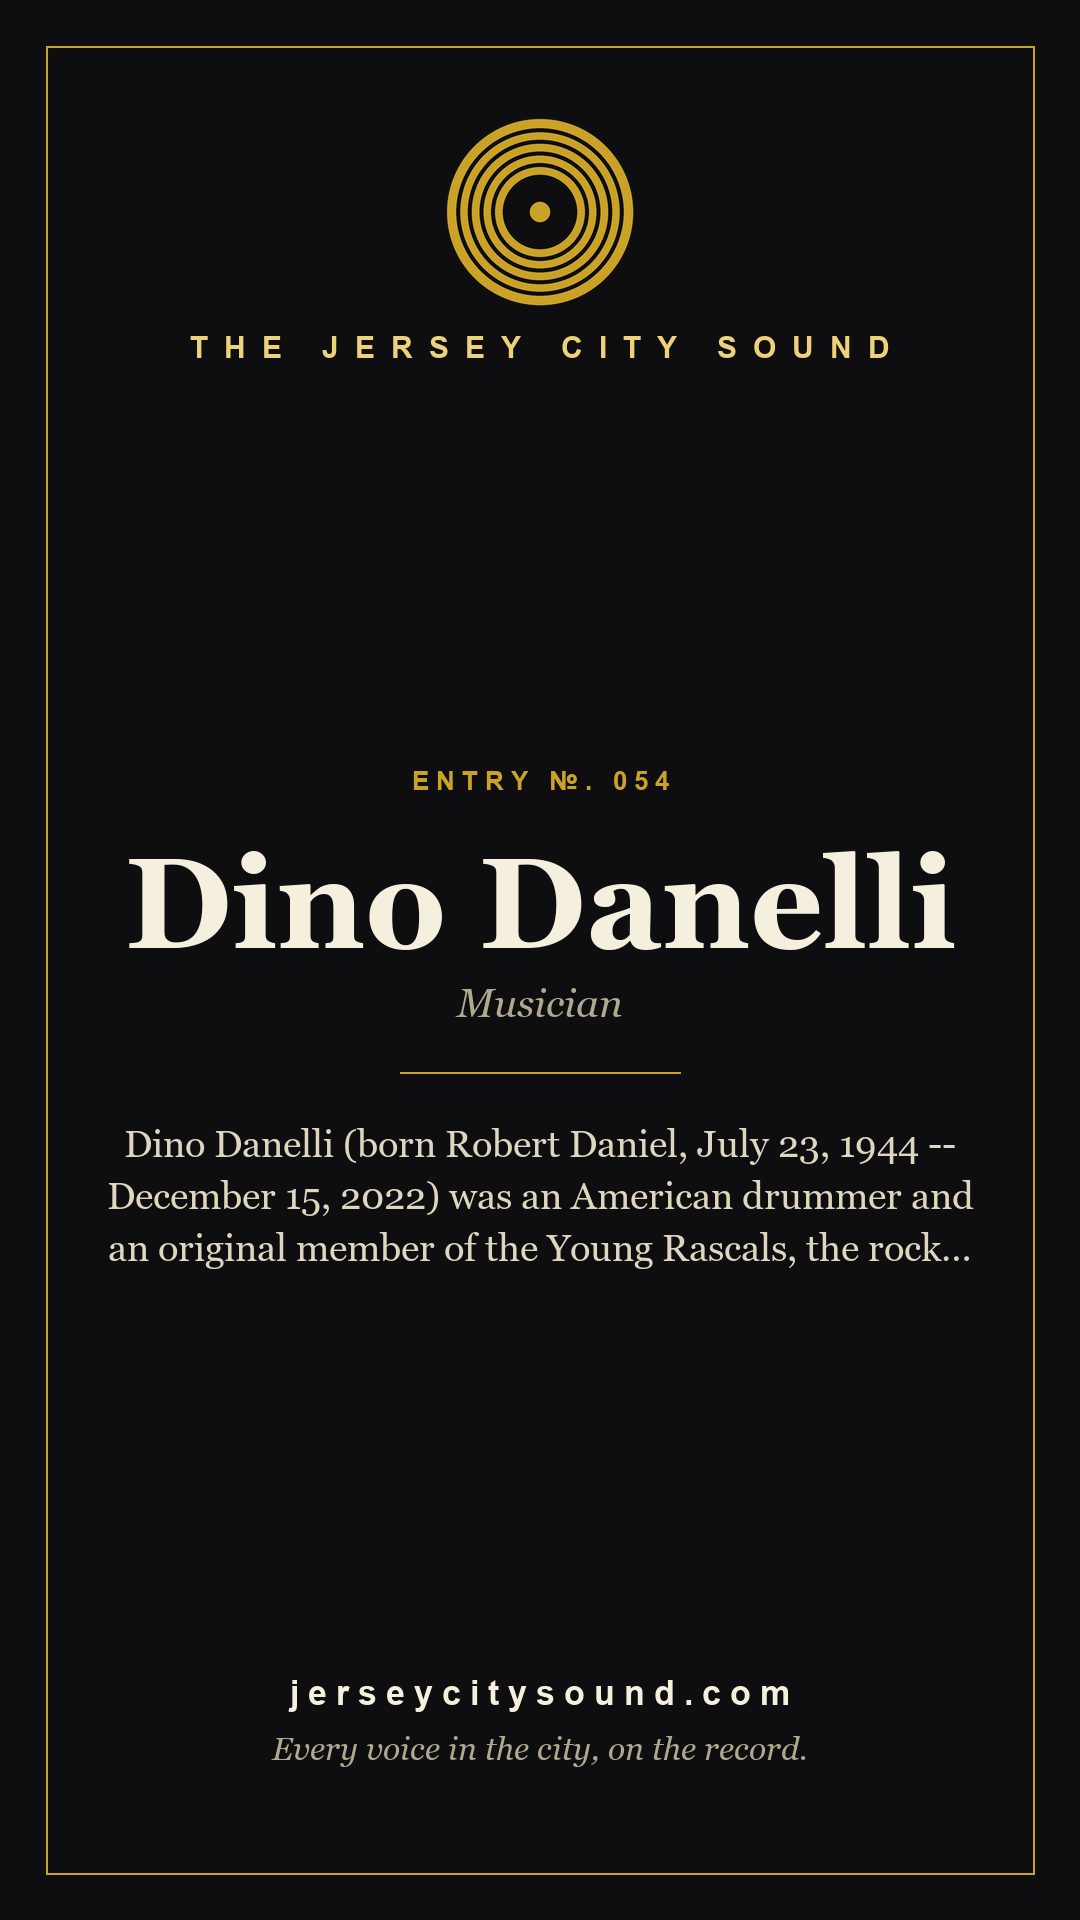 THE JERSEY CITY SOUND
ENTRY №. 054
Dino Danelli
Musician
Dino Danelli (born Robert Daniel, July 23, 1944 --
December 15, 2022) was an American drummer and
an original member of the Young Rascals, the rock...
jerseycitysound.com
Every voice in the city, on the record.